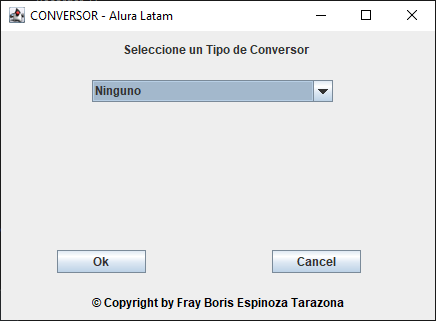 CONVERSOR - Alura Latam
Seleccione un Tipo de Conversor
Ninguno
Ok Cancel
© Copyright by Fray Boris Espinoza Tarazona